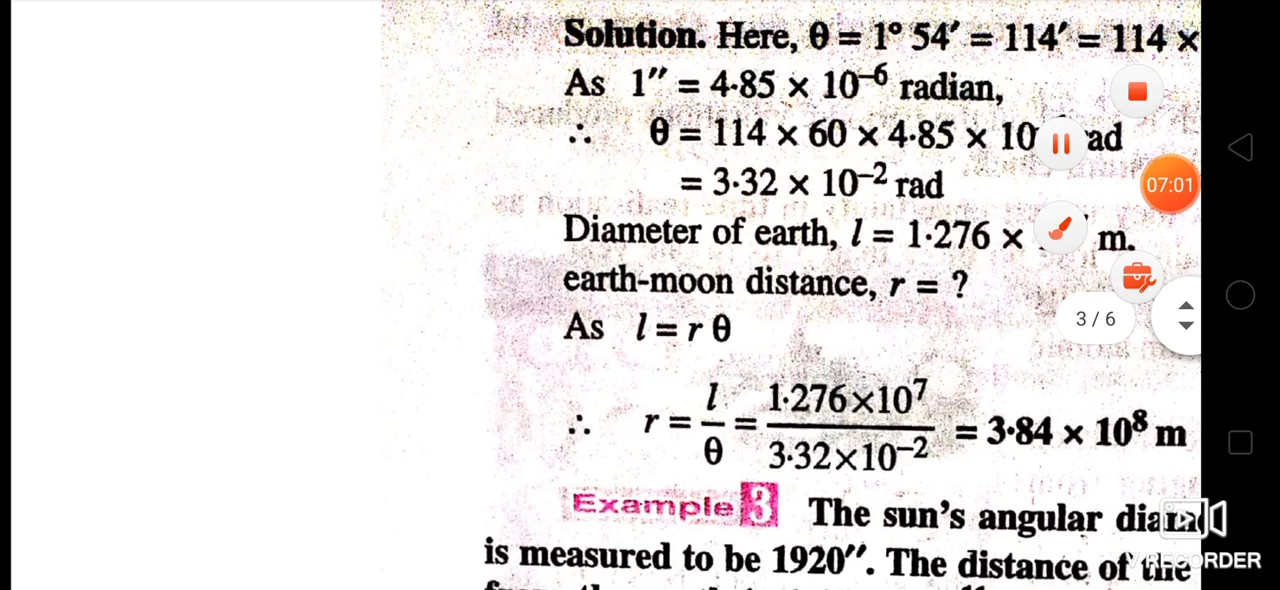 Solution. Here, θ = 1° 54′ = 114′ = 114 ×
As 1″ = 4·85 × 10⁻⁶ radian,
∴ θ = 114 × 60 × 4·85 × 10 rad
= 3·32 × 10⁻² rad
07:01
Diameter of earth, l = 1·276 × m.
earth-moon distance, r = ?
3 / 6
As l = r θ
∴ r = l/θ = 1·276×10⁷/3·32×10⁻² = 3·84 × 10⁸ m
Example 3 The sun's angular
is measured to be 1920″. The distance of the
V RECORDER